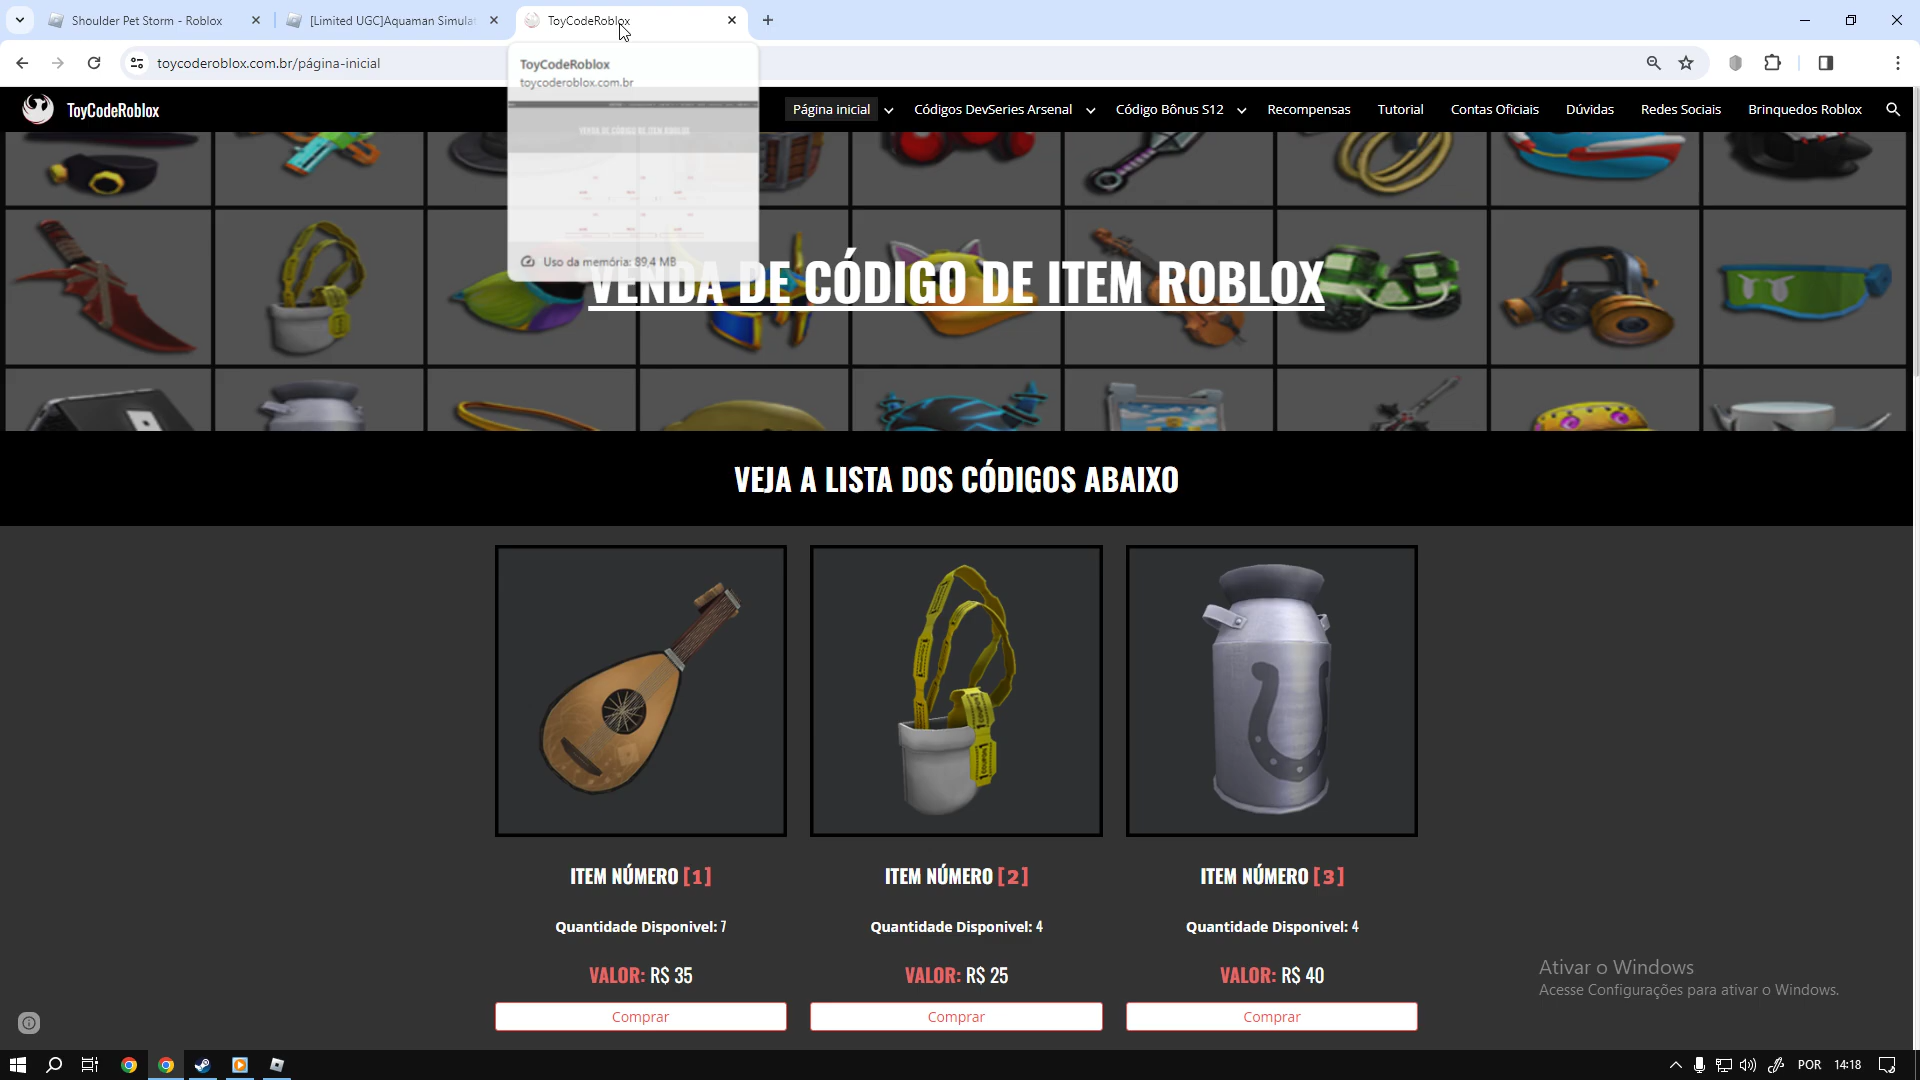 Shoulder Pet Storm - Roblox
[Limited UGC]Aquaman Simula
ToyCodeRoblox
toycoderoblox.com.br/página-inicial
ToyCodeRoblox
toycoderoblox.com.br
Uso da memória: 89,4 MB
ToyCodeRoblox
Página inicial
Códigos DevSeries Arsenal
Código Bônus S12
Recompensas
Tutorial
Contas Oficiais
Dúvidas
Redes Sociais
Brinquedos Roblox
VENDA DE CÓDIGO DE ITEM ROBLOX
VEJA A LISTA DOS CÓDIGOS ABAIXO
ITEM NÚMERO [1]
Quantidade Disponivel: 7
VALOR: R$ 35
Comprar
ITEM NÚMERO [2]
Quantidade Disponivel: 4
VALOR: R$ 25
Comprar
ITEM NÚMERO [3]
Quantidade Disponivel: 4
VALOR: R$ 40
Comprar
Ativar o Windows
Acesse Configurações para ativar o Windows.
POR
14:18